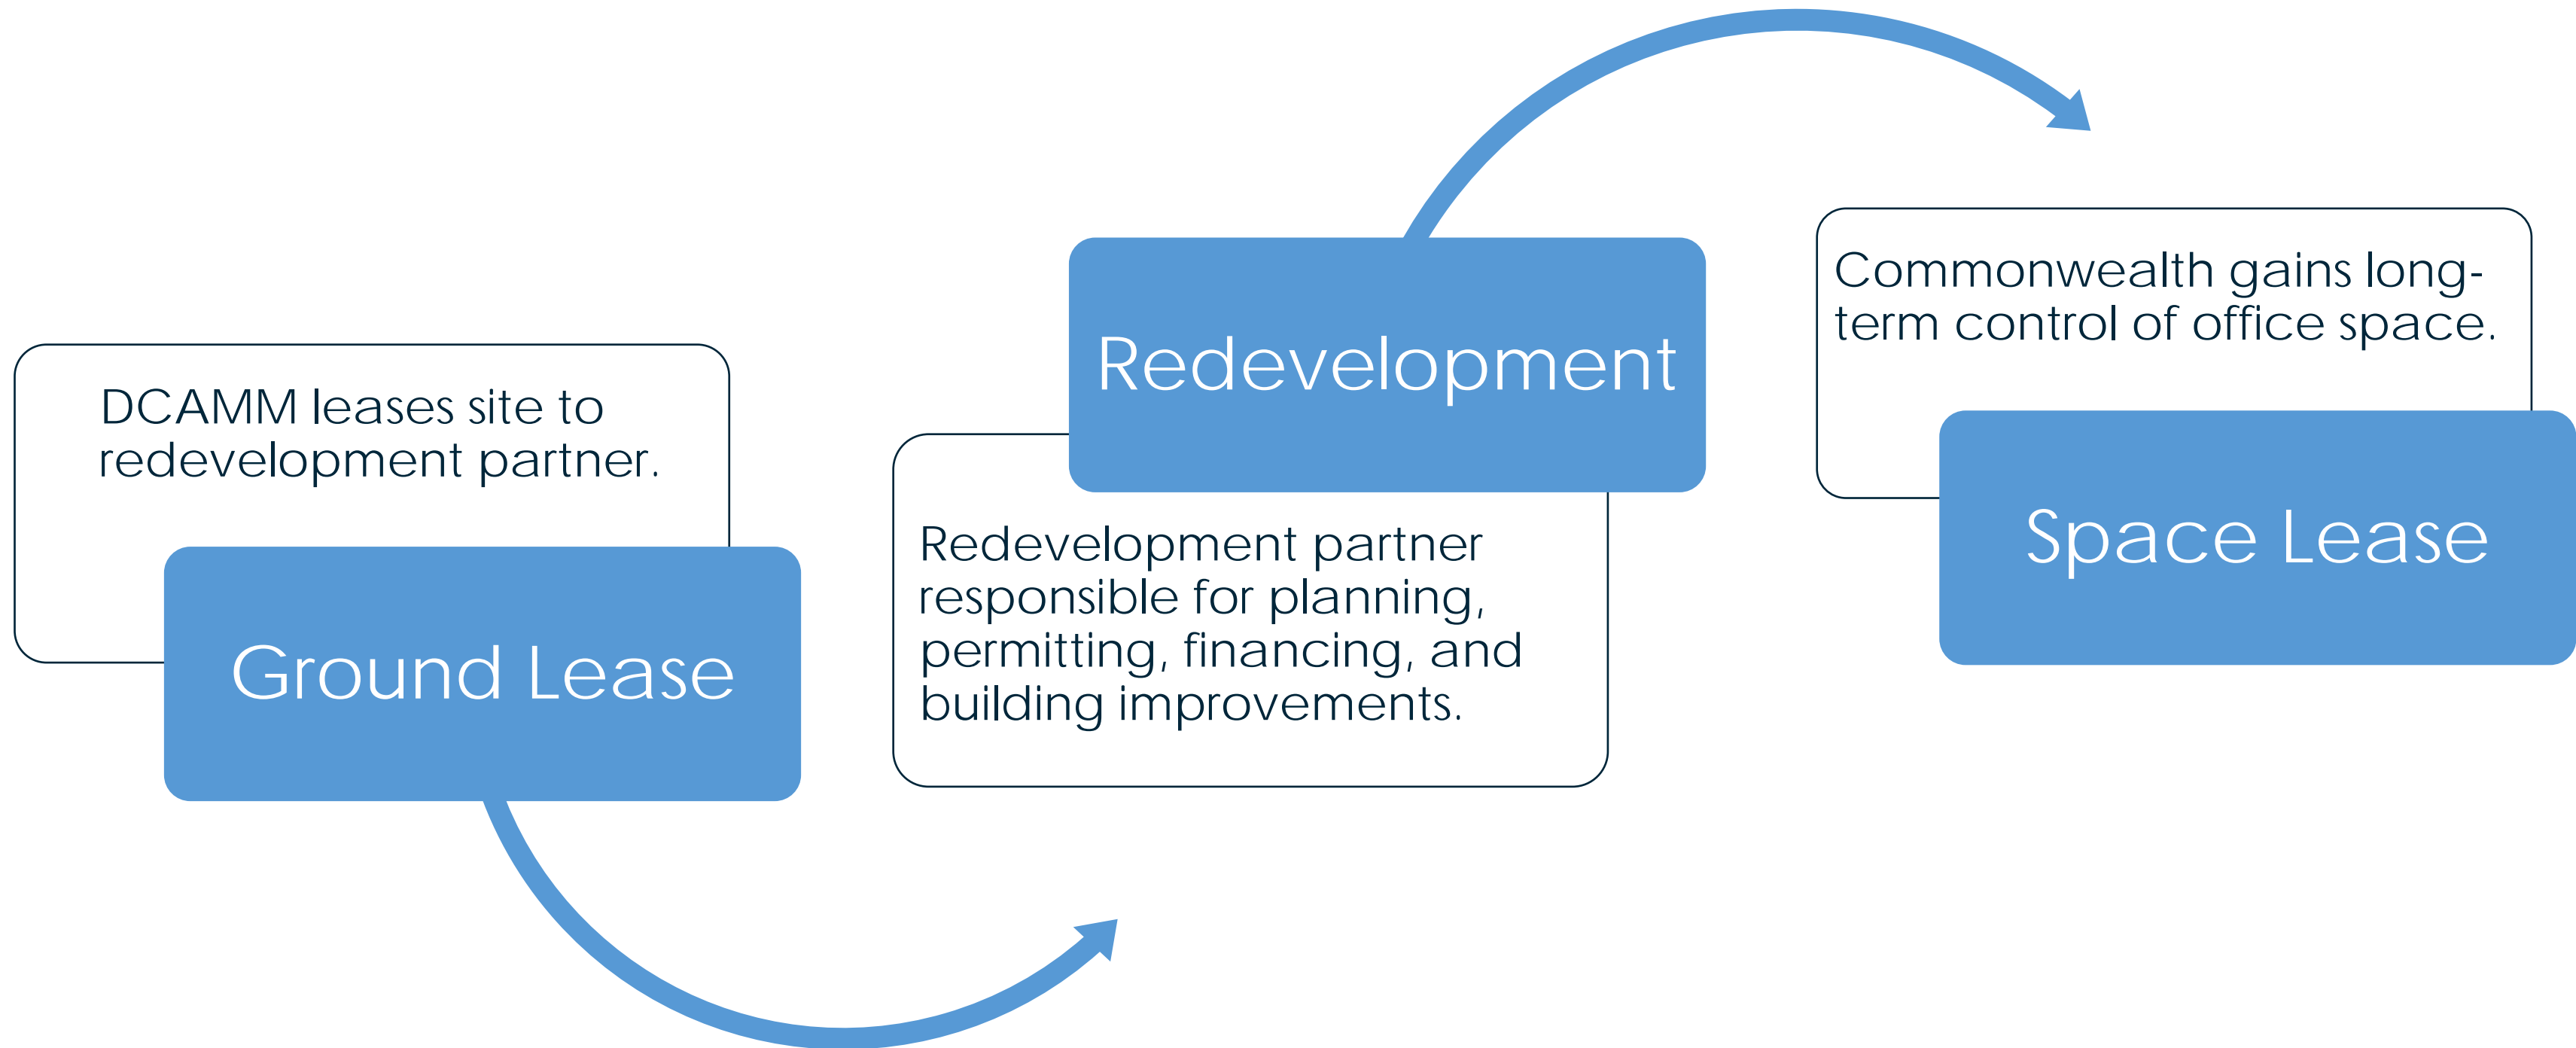 DCAMM leases site to
redevelopment partner.
Ground Lease
Redevelopment
Redevelopment partner
responsible for planning,
permitting, financing, and
building improvements.
Commonwealth gains long-
term control of office space.
Space Lease